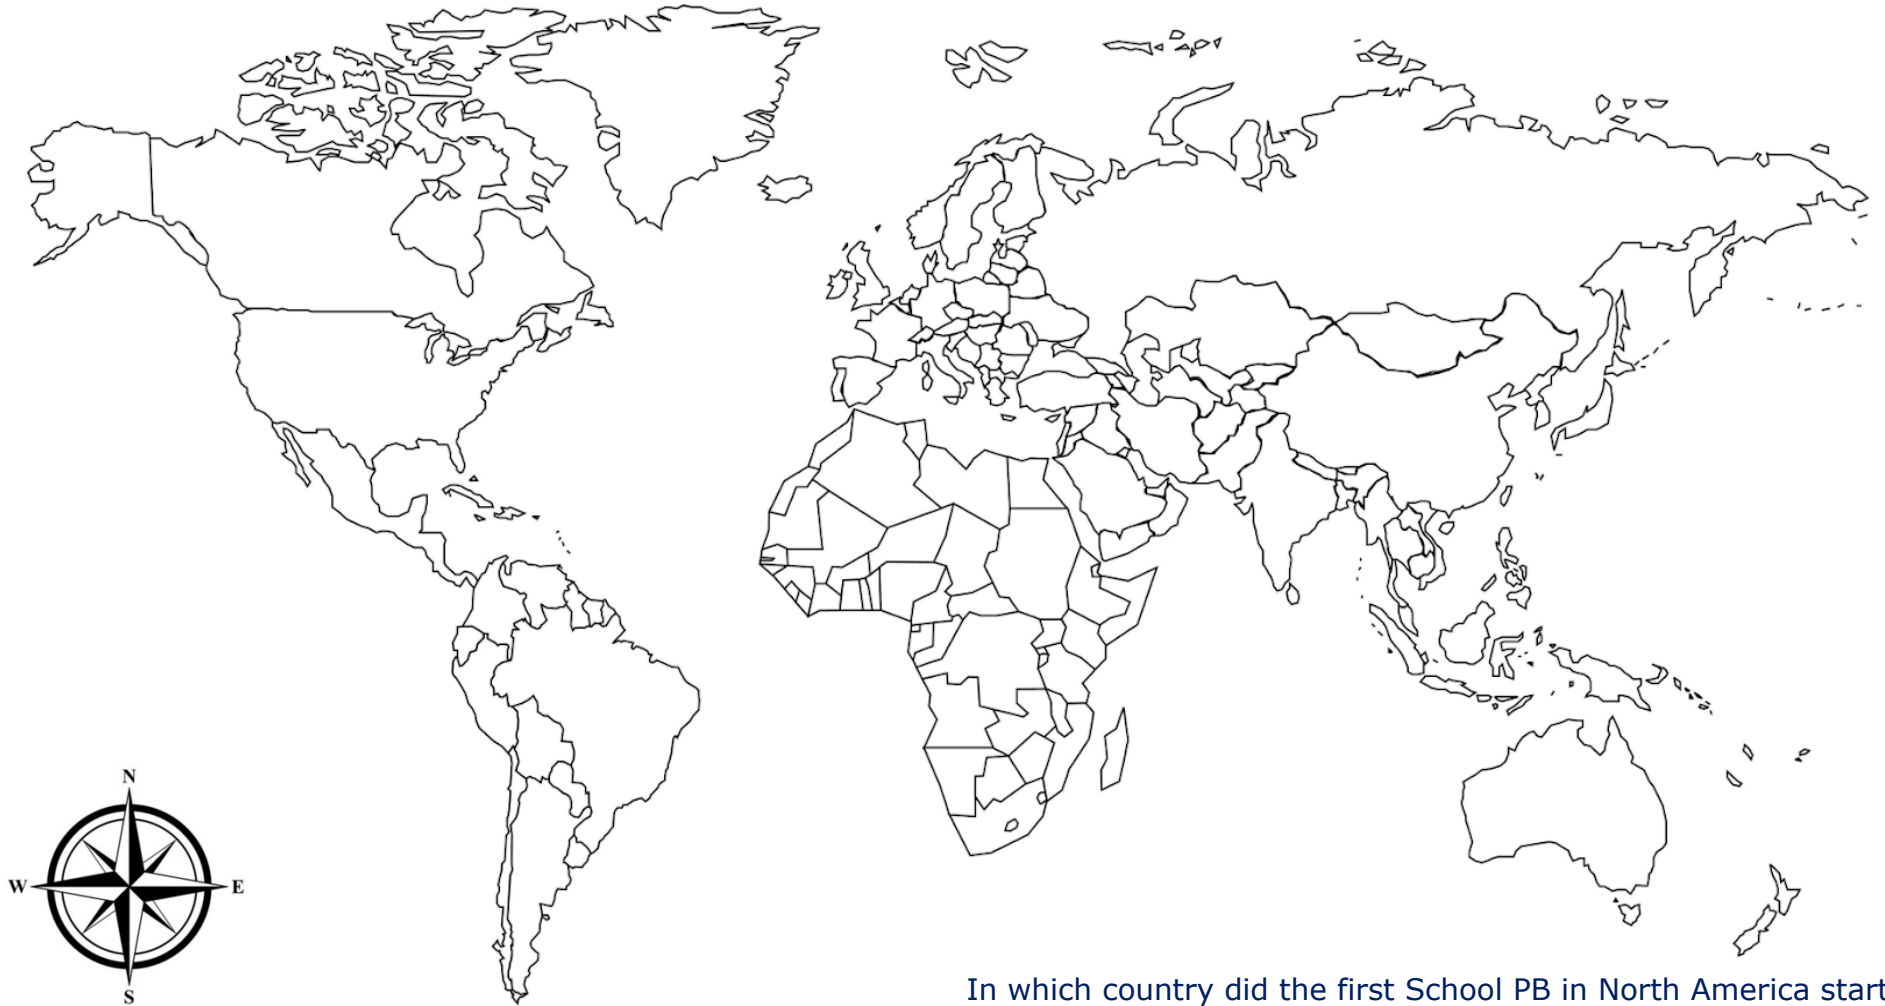 N
W E
S
In which country did the first School PB in North America start